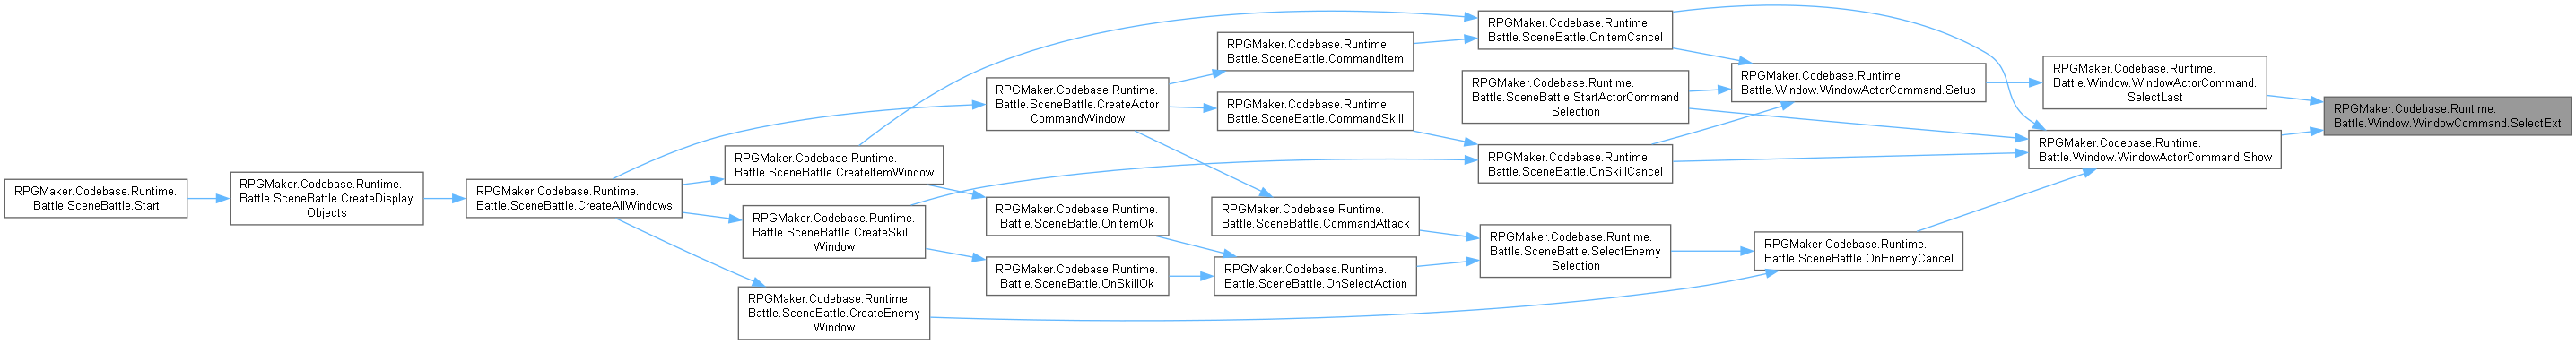 RPGMaker.Codebase.Runtime.
Battle.SceneBattle.Start
RPGMaker.Codebase.Runtime.
Battle.SceneBattle.CreateDisplay
Objects
RPGMaker.Codebase.Runtime.
Battle.SceneBattle.CreateAllWindows
RPGMaker.Codebase.Runtime.
Battle.SceneBattle.CreateItemWindow
RPGMaker.Codebase.Runtime.
Battle.SceneBattle.CreateSkill
Window
RPGMaker.Codebase.Runtime.
Battle.SceneBattle.CreateEnemy
Window
RPGMaker.Codebase.Runtime.
Battle.SceneBattle.CreateActor
CommandWindow
RPGMaker.Codebase.Runtime.
Battle.SceneBattle.OnItemOk
RPGMaker.Codebase.Runtime.
Battle.SceneBattle.OnSkillOk
RPGMaker.Codebase.Runtime.
Battle.SceneBattle.CommandItem
RPGMaker.Codebase.Runtime.
Battle.SceneBattle.CommandSkill
RPGMaker.Codebase.Runtime.
Battle.SceneBattle.CommandAttack
RPGMaker.Codebase.Runtime.
Battle.SceneBattle.OnSelectAction
RPGMaker.Codebase.Runtime.
Battle.SceneBattle.OnItemCancel
RPGMaker.Codebase.Runtime.
Battle.SceneBattle.StartActorCommand
Selection
RPGMaker.Codebase.Runtime.
Battle.SceneBattle.OnSkillCancel
RPGMaker.Codebase.Runtime.
Battle.SceneBattle.SelectEnemy
Selection
RPGMaker.Codebase.Runtime.
Battle.Window.WindowActorCommand.Setup
RPGMaker.Codebase.Runtime.
Battle.SceneBattle.OnEnemyCancel
RPGMaker.Codebase.Runtime.
Battle.Window.WindowActorCommand.
SelectLast
RPGMaker.Codebase.Runtime.
Battle.Window.WindowActorCommand.Show
RPGMaker.Codebase.Runtime.
Battle.Window.WindowCommand.SelectExt